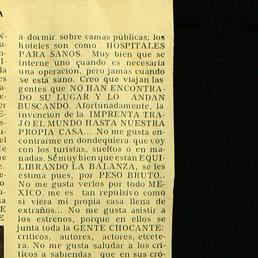 A
a dormir sobre camas publicas; los
hoteles son como HOSPITALES
PARA SANOS. Muy bien que se
interne uno cuando es necesaria
una operación, pero jamás cuando
se está sano. Creo que viajan las
gentes que NO HAN ENCONTRA-
DO SU LUGAR Y LO ANDAN
BUSCANDO. Afortunadamente, la
invención de la IMPRENTA TRA-
JO EL MUNDO HASTA NUESTRA
PROPIA CASA... No me gusta en-
contrarme en dondequiera que voy
con los turistas, sueltos o en ma-
nadas. Sé muy bien que están EQUI-
LIBRANDO LA BALANZA, se les
estima pues, por PESO BRUTO..
No me gusta verlos por todo ME-
XICO, me es tan repulsivo como
si viera mi propia casa llena de
extraños... No me gusta asistir a
los estrenos, porque en ellos se
junta toda la GENTE CHOCANTE:
críticos, autores, actores, etcéte-
ra. No me gusta saludar a los crí-
ticos a sabiendas que en sus cró-